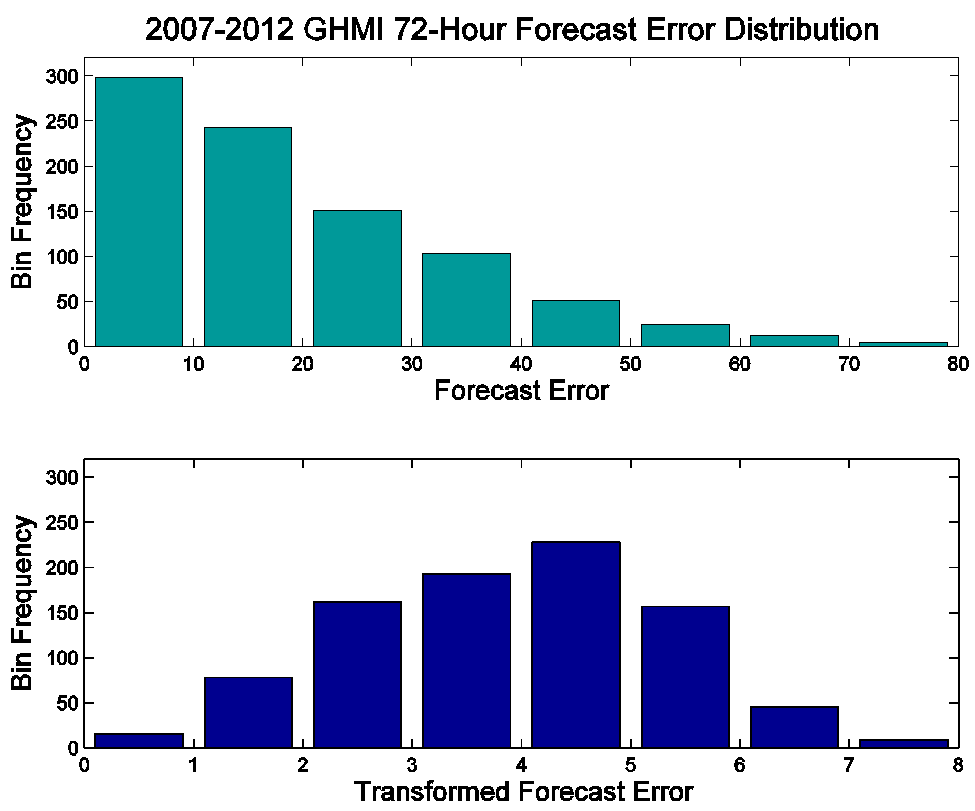 2007-2012 GHMI 72-Hour Forecast Error Distribution
300
250
200
150
100
50
0
Bin Frequency
0 10 20 30 40 50 60 70 80
Forecast Error
300
250
200
150
100
50
0
Bin Frequency
0 1 2 3 4 5 6 7 8
Transformed Forecast Error